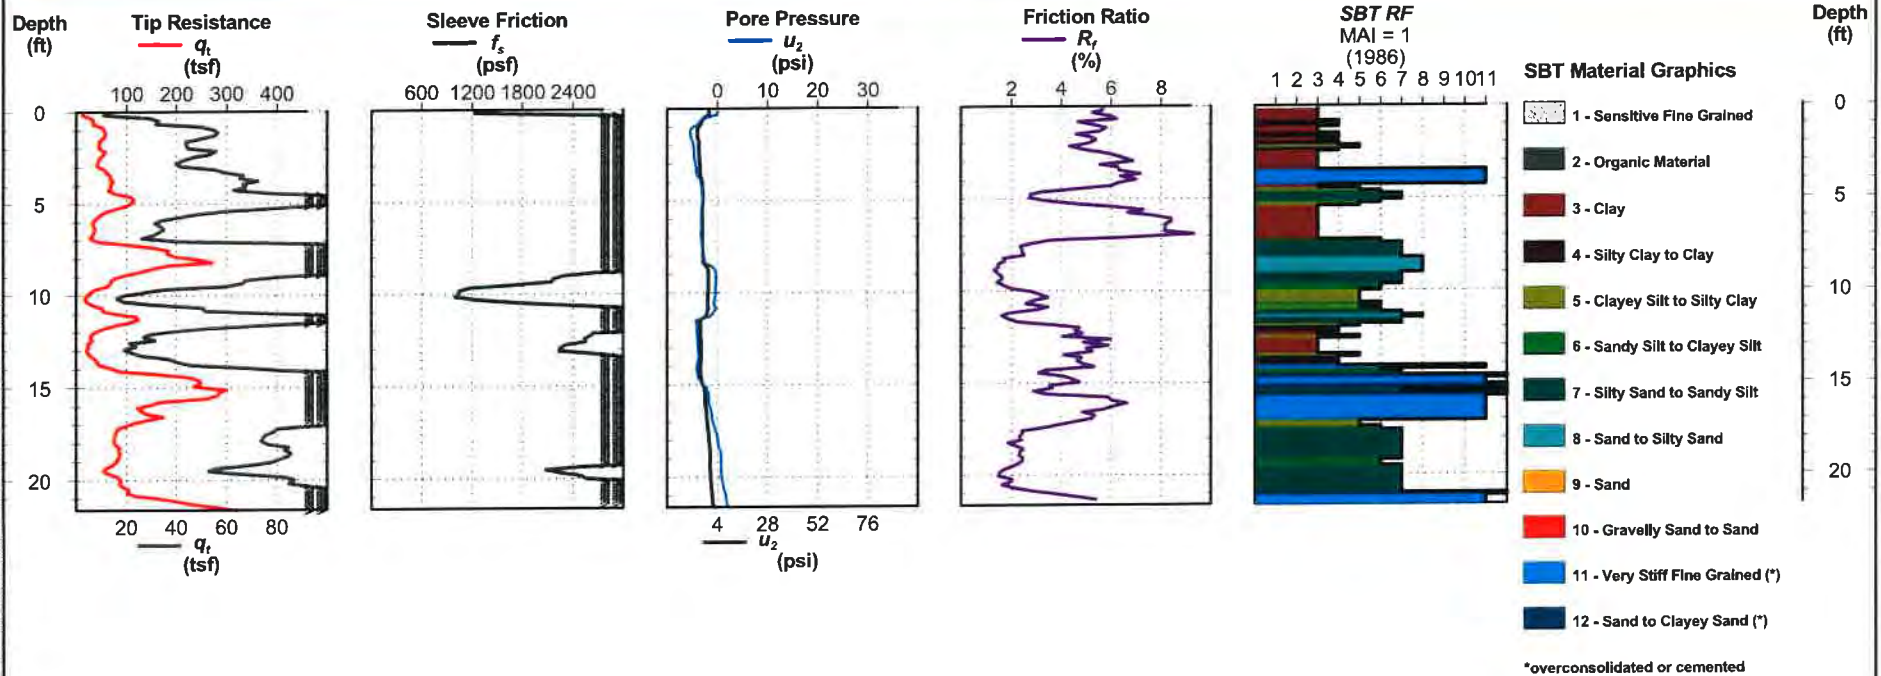 Depth
(ft)
Tip Resistance
qt
(tsf)
100 200 300 400
0
5
10
15
20
20 40 60 80
qt
(tsf)
Sleeve Friction
fs
(psf)
600 1200 1800 2400
Pore Pressure
u2
(psi)
0 10 20 30
4 28 52 76
u2
(psi)
Friction Ratio
Rf
(%)
2 4 6 8
SBT RF
MAI = 1
(1986)
1 2 3 4 5 6 7 8 9 10 11
SBT Material Graphics
1 - Sensitive Fine Grained
2 - Organic Material
3 - Clay
4 - Silty Clay to Clay
5 - Clayey Silt to Silty Clay
6 - Sandy Silt to Clayey Silt
7 - Silty Sand to Sandy Silt
8 - Sand to Silty Sand
9 - Sand
10 - Gravelly Sand to Sand
11 - Very Stiff Fine Grained (*)
12 - Sand to Clayey Sand (*)
*overconsolidated or cemented
Depth
(ft)
0
5
10
15
20